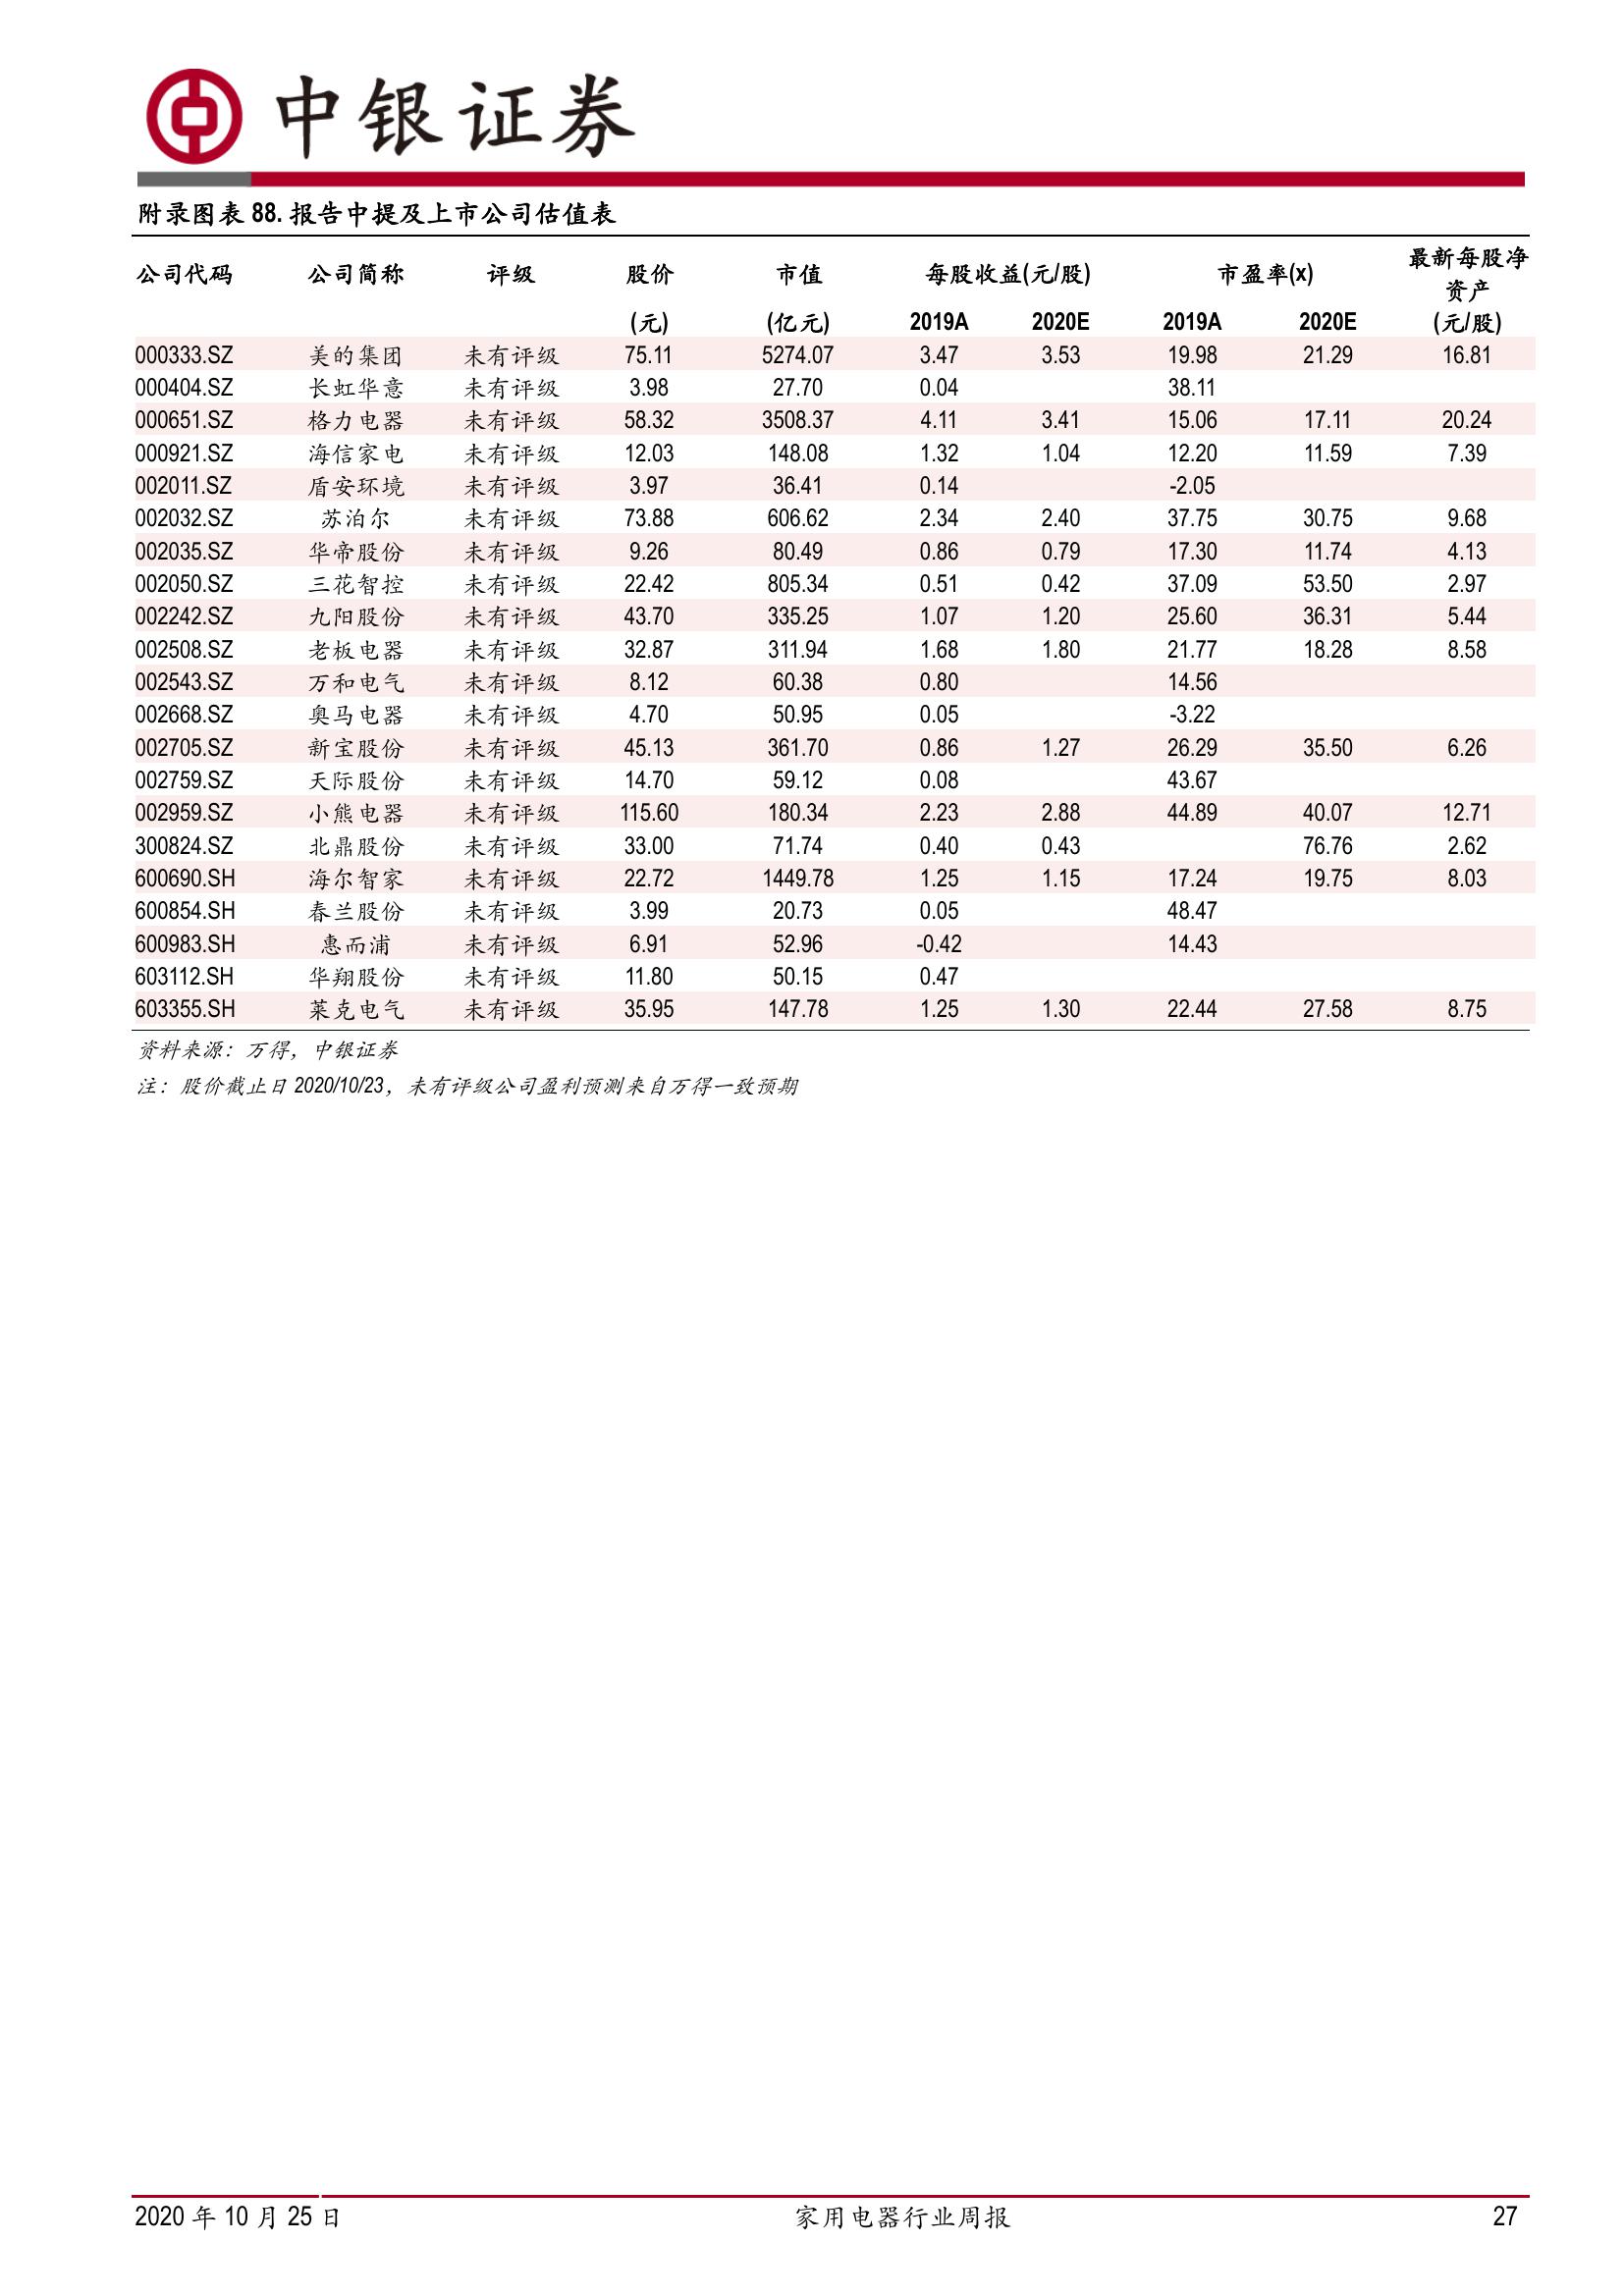 中银证券
附录图表 88. 报告中提及上市公司估值表
公司代码 公司简称 评级 股价 市值 每股收益(元/股) 市盈率(x) 最新每股净资产
(元) (亿元) 2019A 2020E 2019A 2020E (元/股)
000333.SZ 美的集团 未有评级 75.11 5274.07 3.47 3.53 19.98 21.29 16.81
000404.SZ 长虹华意 未有评级 3.98 27.70 0.04 38.11
000651.SZ 格力电器 未有评级 58.32 3508.37 4.11 3.41 15.06 17.11 20.24
000921.SZ 海信家电 未有评级 12.03 148.08 1.32 1.04 12.20 11.59 7.39
002011.SZ 盾安环境 未有评级 3.97 36.41 0.14 -2.05
002032.SZ 苏泊尔 未有评级 73.88 606.62 2.34 2.40 37.75 30.75 9.68
002035.SZ 华帝股份 未有评级 9.26 80.49 0.86 0.79 17.30 11.74 4.13
002050.SZ 三花智控 未有评级 22.42 805.34 0.51 0.42 37.09 53.50 2.97
002242.SZ 九阳股份 未有评级 43.70 335.25 1.07 1.20 25.60 36.31 5.44
002508.SZ 老板电器 未有评级 32.87 311.94 1.68 1.80 21.77 18.28 8.58
002543.SZ 万和电气 未有评级 8.12 60.38 0.80 14.56
002668.SZ 奥马电器 未有评级 4.70 50.95 0.05 -3.22
002705.SZ 新宝股份 未有评级 45.13 361.70 0.86 1.27 26.29 35.50 6.26
002759.SZ 天际股份 未有评级 14.70 59.12 0.08 43.67
002959.SZ 小熊电器 未有评级 115.60 180.34 2.23 2.88 44.89 40.07 12.71
300824.SZ 北鼎股份 未有评级 33.00 71.74 0.40 0.43 76.76 2.62
600690.SH 海尔智家 未有评级 22.72 1449.78 1.25 1.15 17.24 19.75 8.03
600854.SH 春兰股份 未有评级 3.99 20.73 0.05 48.47
600983.SH 惠而浦 未有评级 6.91 52.96 -0.42 14.43
603112.SH 华翔股份 未有评级 11.80 50.15 0.47
603355.SH 莱克电气 未有评级 35.95 147.78 1.25 1.30 22.44 27.58 8.75
资料来源：万得，中银证券
注：股价截止日 2020/10/23，未有评级公司盈利预测来自万得一致预期
2020 年 10 月 25 日 家用电器行业周报 27